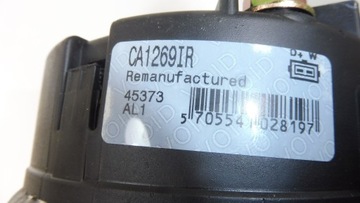 CA1269IR
D+ W
Remanufactured
45373
AL1
5 705541 028197